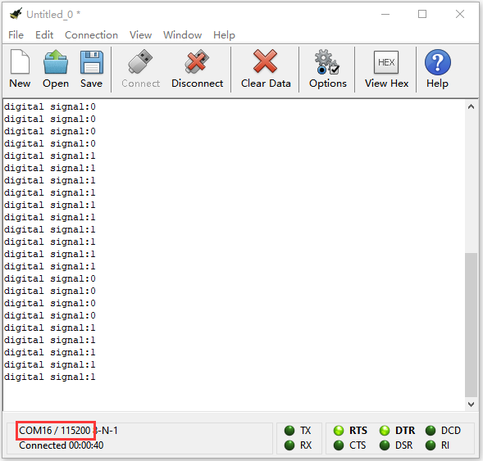 Untitled_0 *
File Edit Connection View Window Help
HEX
New Open Save Connect Disconnect Clear Data Options View Hex Help
digital signal:0
digital signal:0
digital signal:0
digital signal:0
digital signal:1
digital signal:1
digital signal:1
digital signal:1
digital signal:1
digital signal:1
digital signal:1
digital signal:1
digital signal:1
digital signal:1
digital signal:0
digital signal:0
digital signal:0
digital signal:0
digital signal:1
digital signal:1
digital signal:1
digital signal:1
digital signal:1
COM16 / 115200 8-N-1 TX RTS DTR DCD
Connected 00:00:40 RX CTS DSR RI